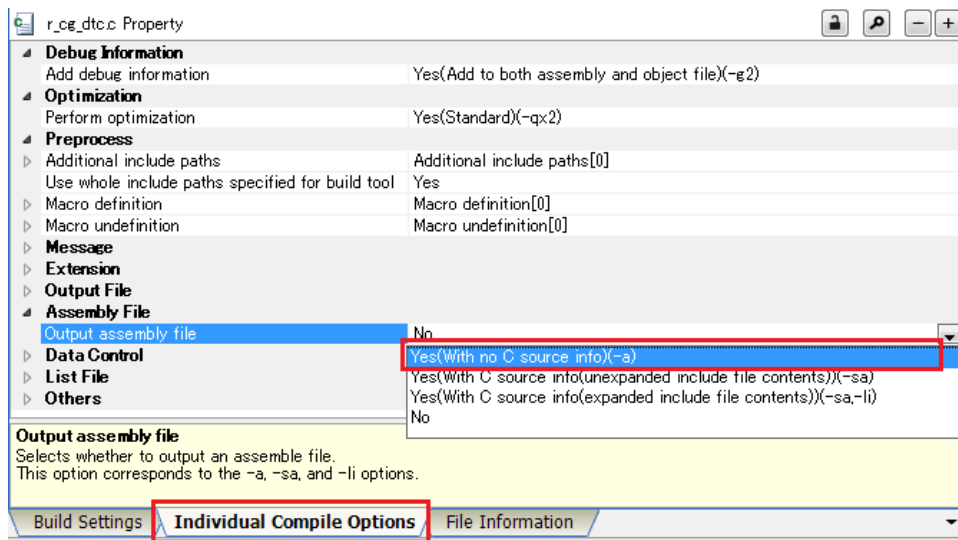 r_cg_dtc.c Property
Debug Information
Add debug information Yes(Add to both assembly and object file)(-g2)
Optimization
Perform optimization Yes(Standard)(-qx2)
Preprocess
Additional include paths Additional include paths[0]
Use whole include paths specified for build tool Yes
Macro definition Macro definition[0]
Macro undefinition Macro undefinition[0]
Message
Extension
Output File
Assembly File
Output assembly file No
Data Control Yes(With no C source info)(-a)
List File Yes(With C source info(unexpanded include file contents))(-sa)
Others Yes(With C source info(expanded include file contents))(-sa,-li)
No
Output assembly file
Selects whether to output an assemble file.
This option corresponds to the -a, -sa, and -li options.
Build Settings Individual Compile Options File Information